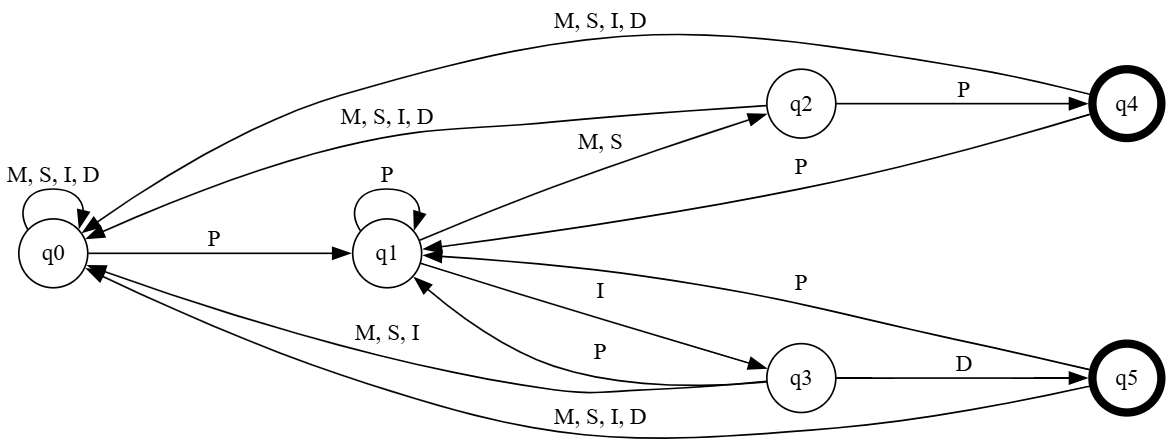 M, S, I, D
q2
P
q4
M, S, I, D
M, S
P
M, S, I, D
P
q0
P
q1
I
P
M, S, I
P
q3
D
q5
M, S, I, D